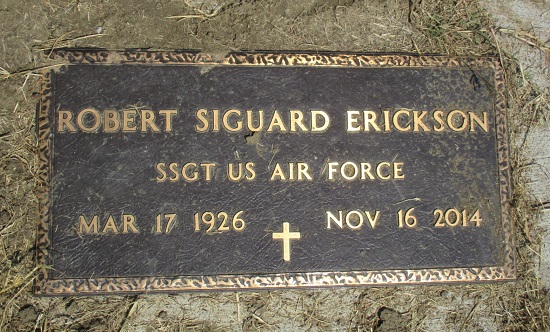 ROBERT SIGUARD ERICKSON
SSGT US AIR FORCE
MAR 17 1926 NOV 16 2014